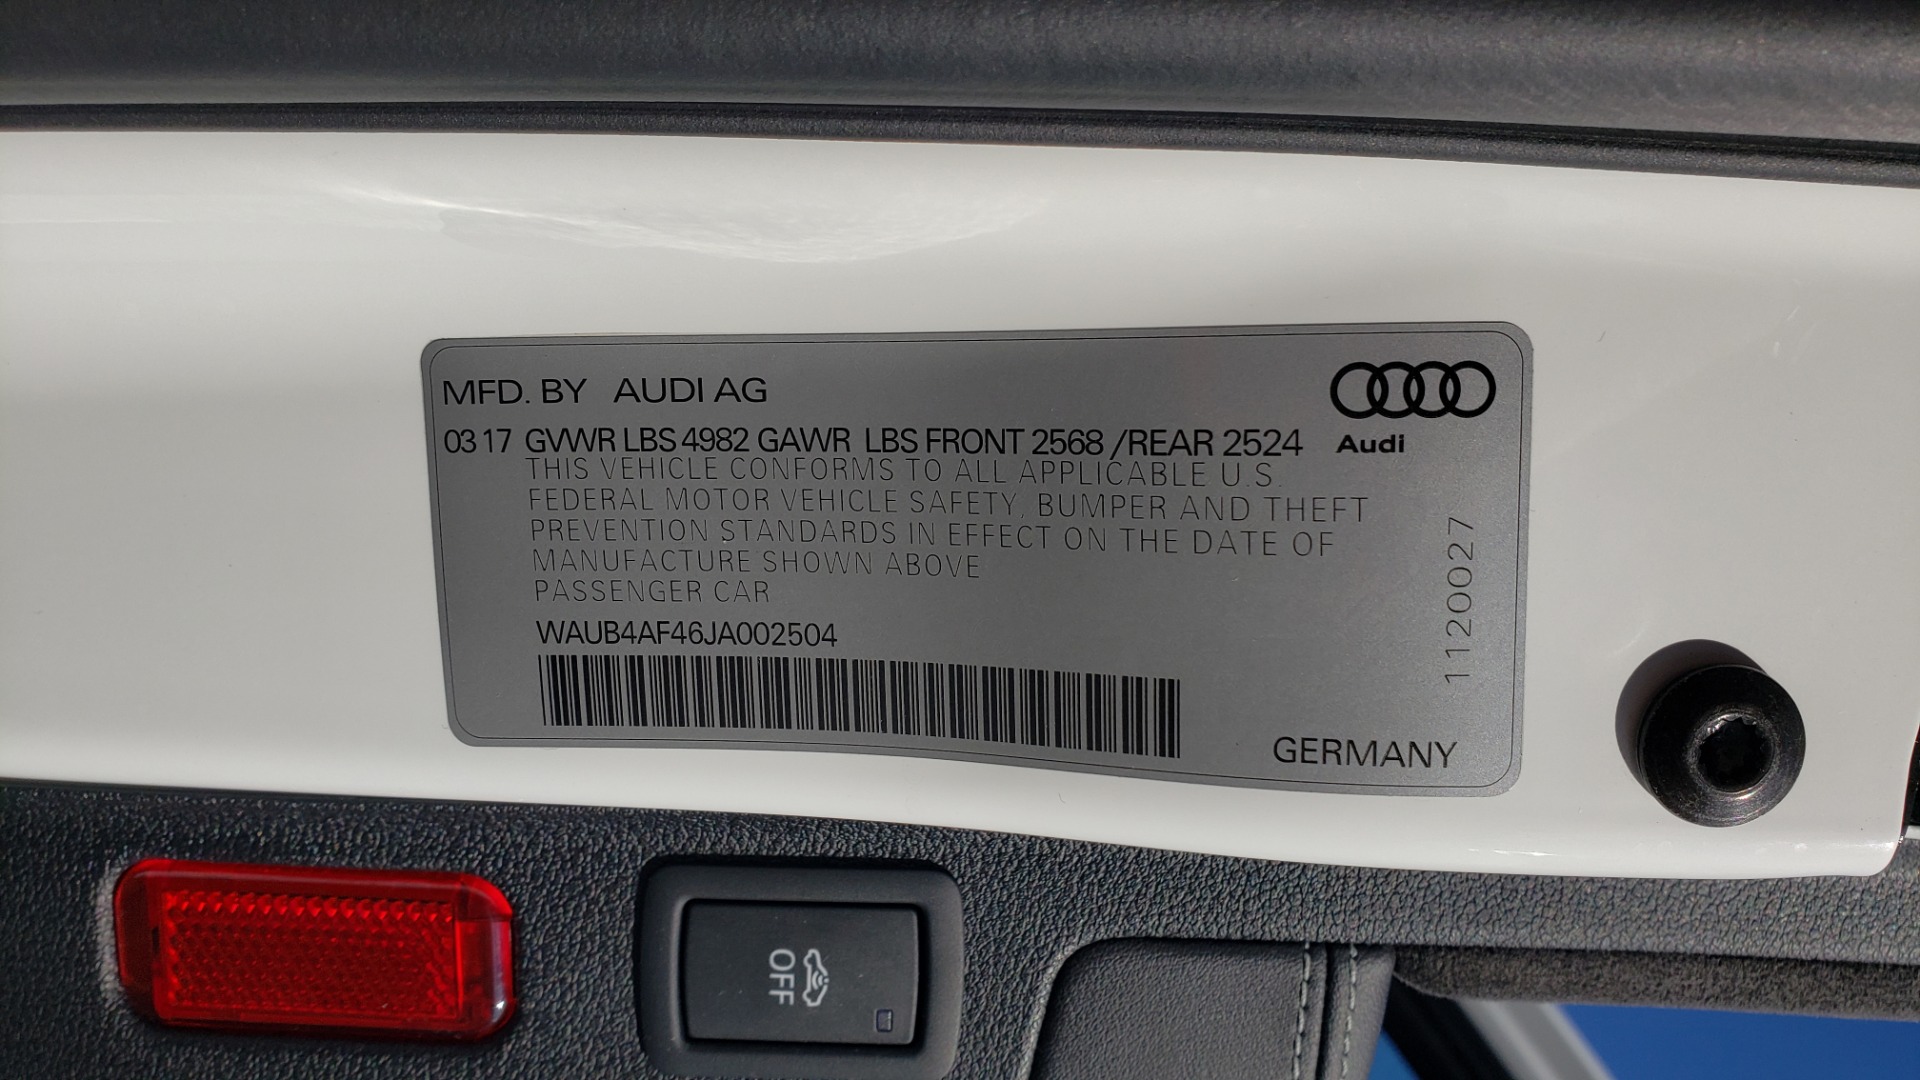 MFD. BY AUDI AG
03 17 GVWR LBS 4982 GAWR LBS FRONT 2568 /REAR 2524
Audi
THIS VEHICLE CONFORMS TO ALL APPLICABLE U.S.
FEDERAL MOTOR VEHICLE SAFETY, BUMPER AND THEFT
PREVENTION STANDARDS IN EFFECT ON THE DATE OF
MANUFACTURE SHOWN ABOVE
PASSENGER CAR
WAUB4AF46JA002504
1120027
GERMANY
OFF